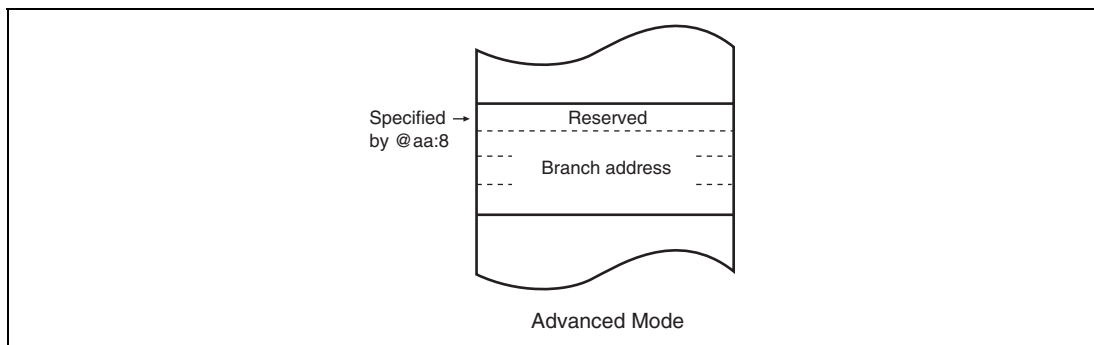 Specified → Reserved
by @aa:8
Branch address
Advanced Mode